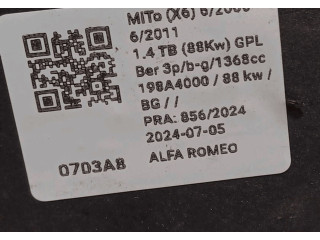 MiTo (X6) 6/2008
6/2011
1.4 TB (88Kw) GPL
Ber 3p/b-g/1368cc
198A4000 / 88 kw /
BG / /
PRA: 856/2024
2024-07-05
0703A8 ALFA ROMEO